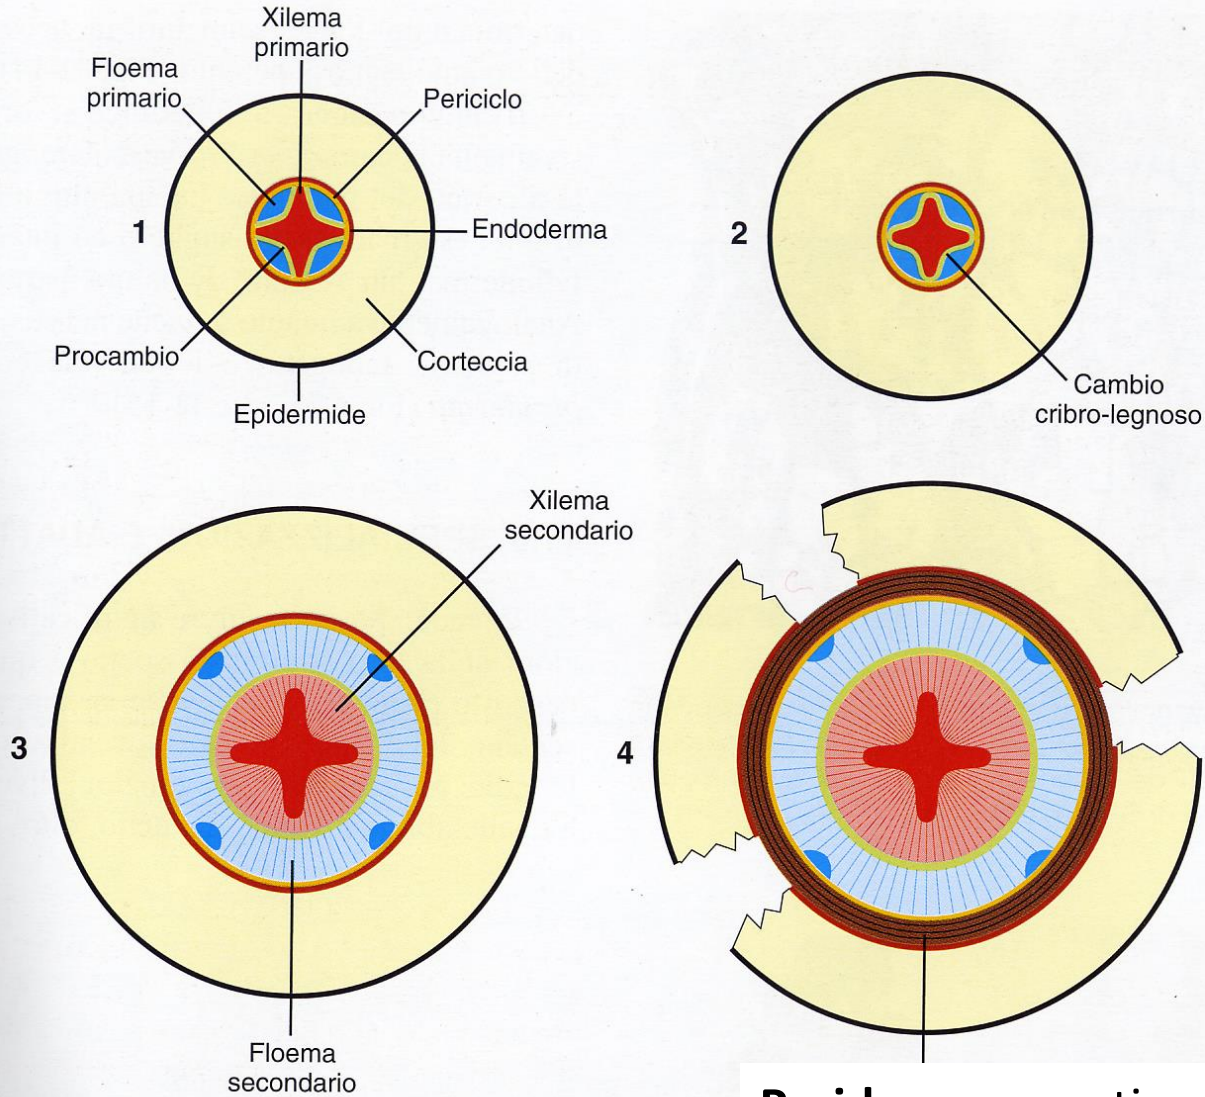 Xilema
primario
Floema
primario
Periciclo
1
Endoderma
Procambio
Corteccia
Epidermide
2
Cambio
cribro-legnoso
Xilema
secondario
3
4
Floema
secondario